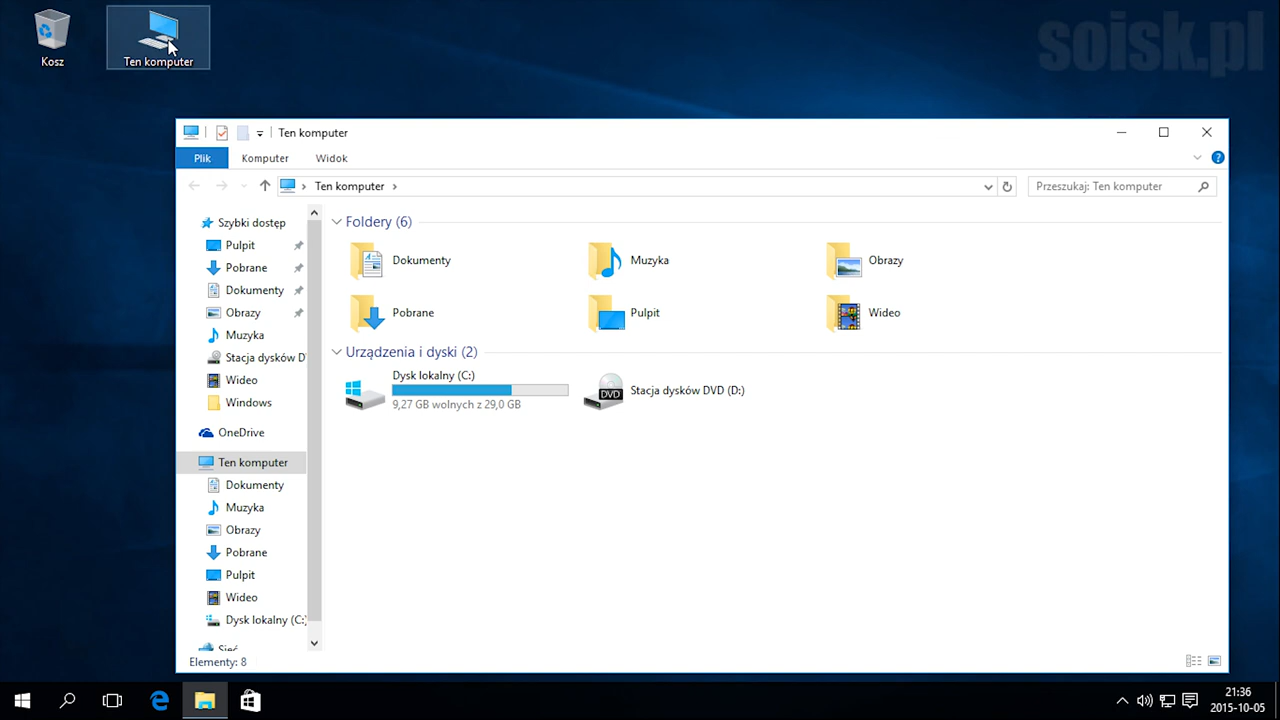 Kosz
Ten komputer
soisk.pl
Ten komputer
Plik Komputer Widok
Ten komputer
Przeszukaj: Ten komputer
Szybki dostęp
Pulpit
Pobrane
Dokumenty
Obrazy
Muzyka
Stacja dysków D
Wideo
Windows
OneDrive
Ten komputer
Dokumenty
Muzyka
Obrazy
Pobrane
Pulpit
Wideo
Dysk lokalny (C:)
Sieć
Foldery (6)
Dokumenty
Muzyka
Obrazy
Pobrane
Pulpit
Wideo
Urządzenia i dyski (2)
Dysk lokalny (C:)
9,27 GB wolnych z 29,0 GB
DVD
Stacja dysków DVD (D:)
Elementy: 8
21:36
2015-10-05